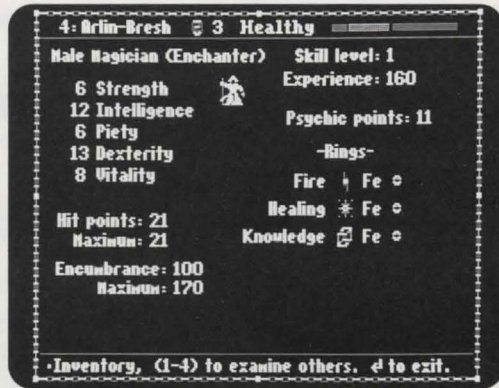 4: Arlin-Bresh 3 Healthy
Male Magician (Enchanter)
Skill level: 1
Experience: 160
6 Strength
12 Intelligence
6 Piety
13 Dexterity
8 Vitality
Psychic points: 11
-Rings-
Fire Fe
Healing Fe
Knowledge Fe
Hit points: 21
Maximum: 21
Encumbrance: 100
Maximum: 170
·Inventory, (1-4) to examine others. ↵ to exit.